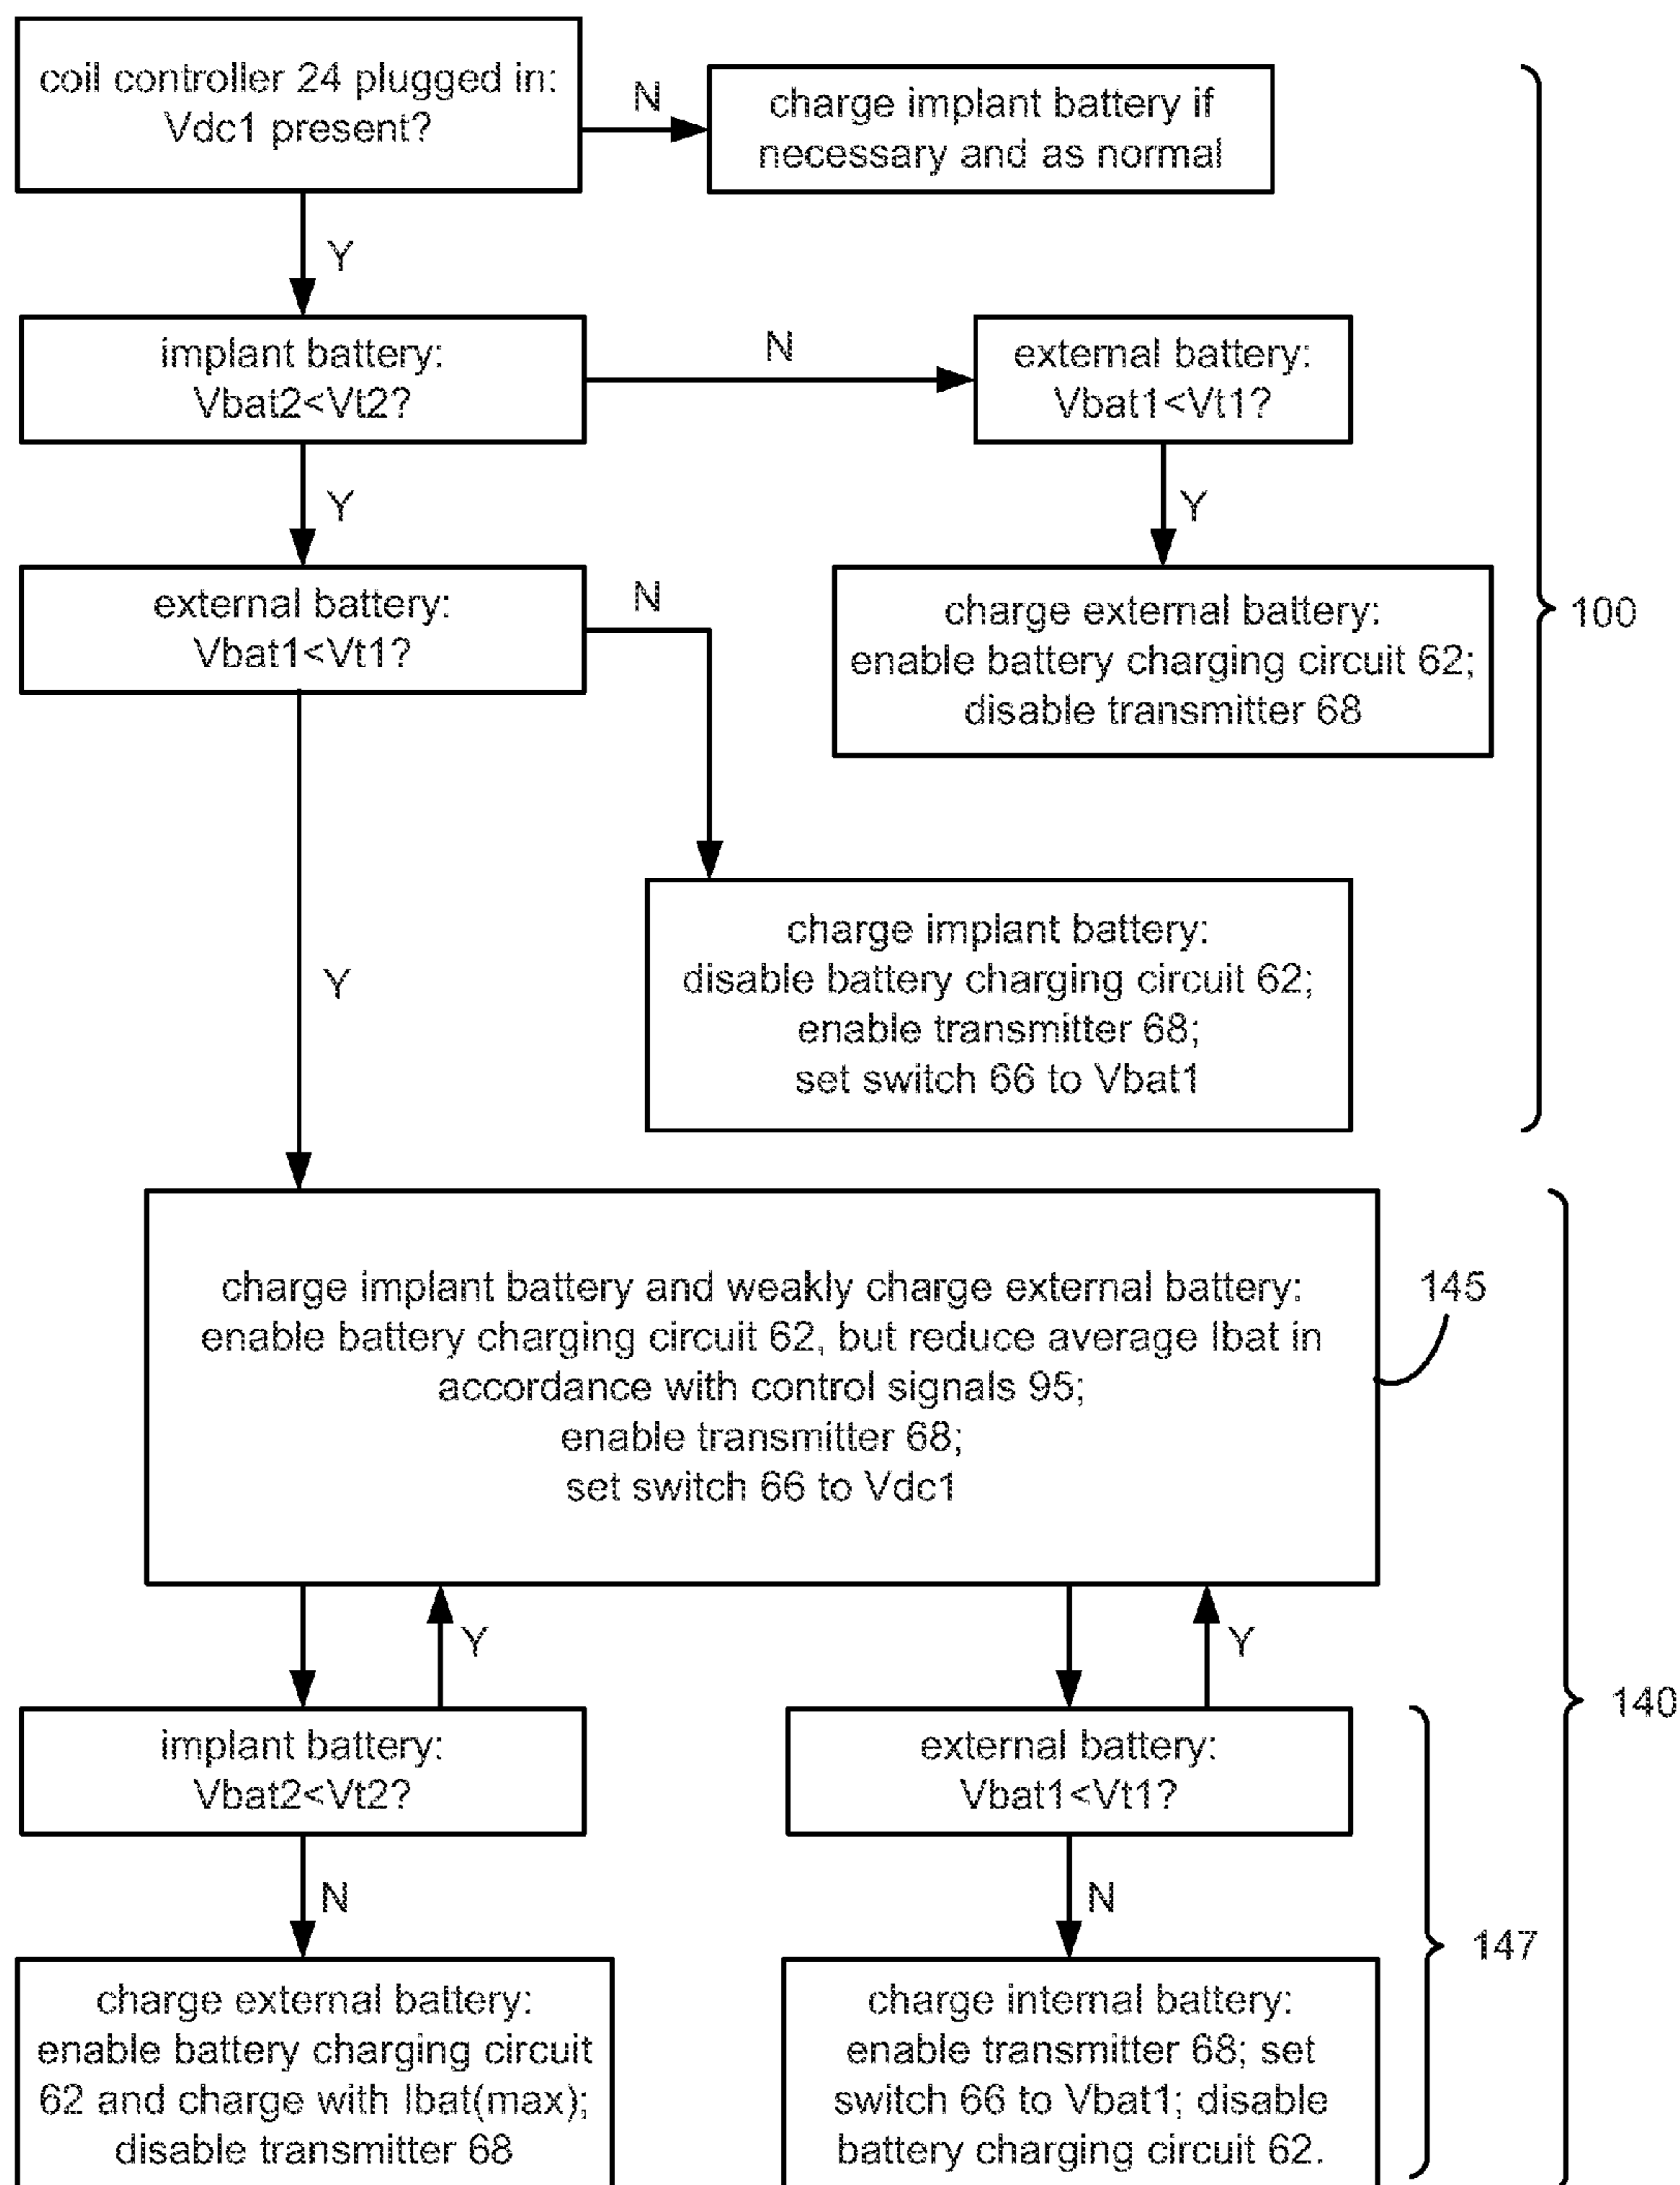 coil controller 24 plugged in:
Vdc1 present?
N
charge implant battery if
necessary and as normal
Y
implant battery:
Vbat2<Vt2?
N
external battery:
Vbat1<Vt1?
Y
Y
external battery:
Vbat1<Vt1?
N
charge external battery:
enable battery charging circuit 62;
disable transmitter 68
100
Y
charge implant battery:
disable battery charging circuit 62;
enable transmitter 68;
set switch 66 to Vbat1
charge implant battery and weakly charge external battery:
enable battery charging circuit 62, but reduce average Ibat in
accordance with control signals 95;
enable transmitter 68;
set switch 66 to Vdc1
145
Y
Y
implant battery:
Vbat2<Vt2?
external battery:
Vbat1<Vt1?
140
N
N
147
charge external battery:
enable battery charging circuit
62 and charge with Ibat(max);
disable transmitter 68
charge internal battery:
enable transmitter 68; set
switch 66 to Vbat1; disable
battery charging circuit 62.